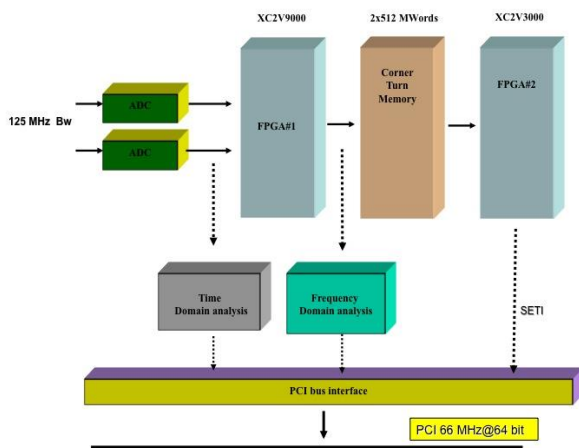 XC2V9000
2x512 MWords
XC2V3000
ADC
125 MHz Bw
ADC
FPGA#1
Corner
Turn
Memory
FPGA#2
Time
Domain analysis
Frequency
Domain analysis
SETI
PCI bus interface
PCI 66 MHz@64 bit